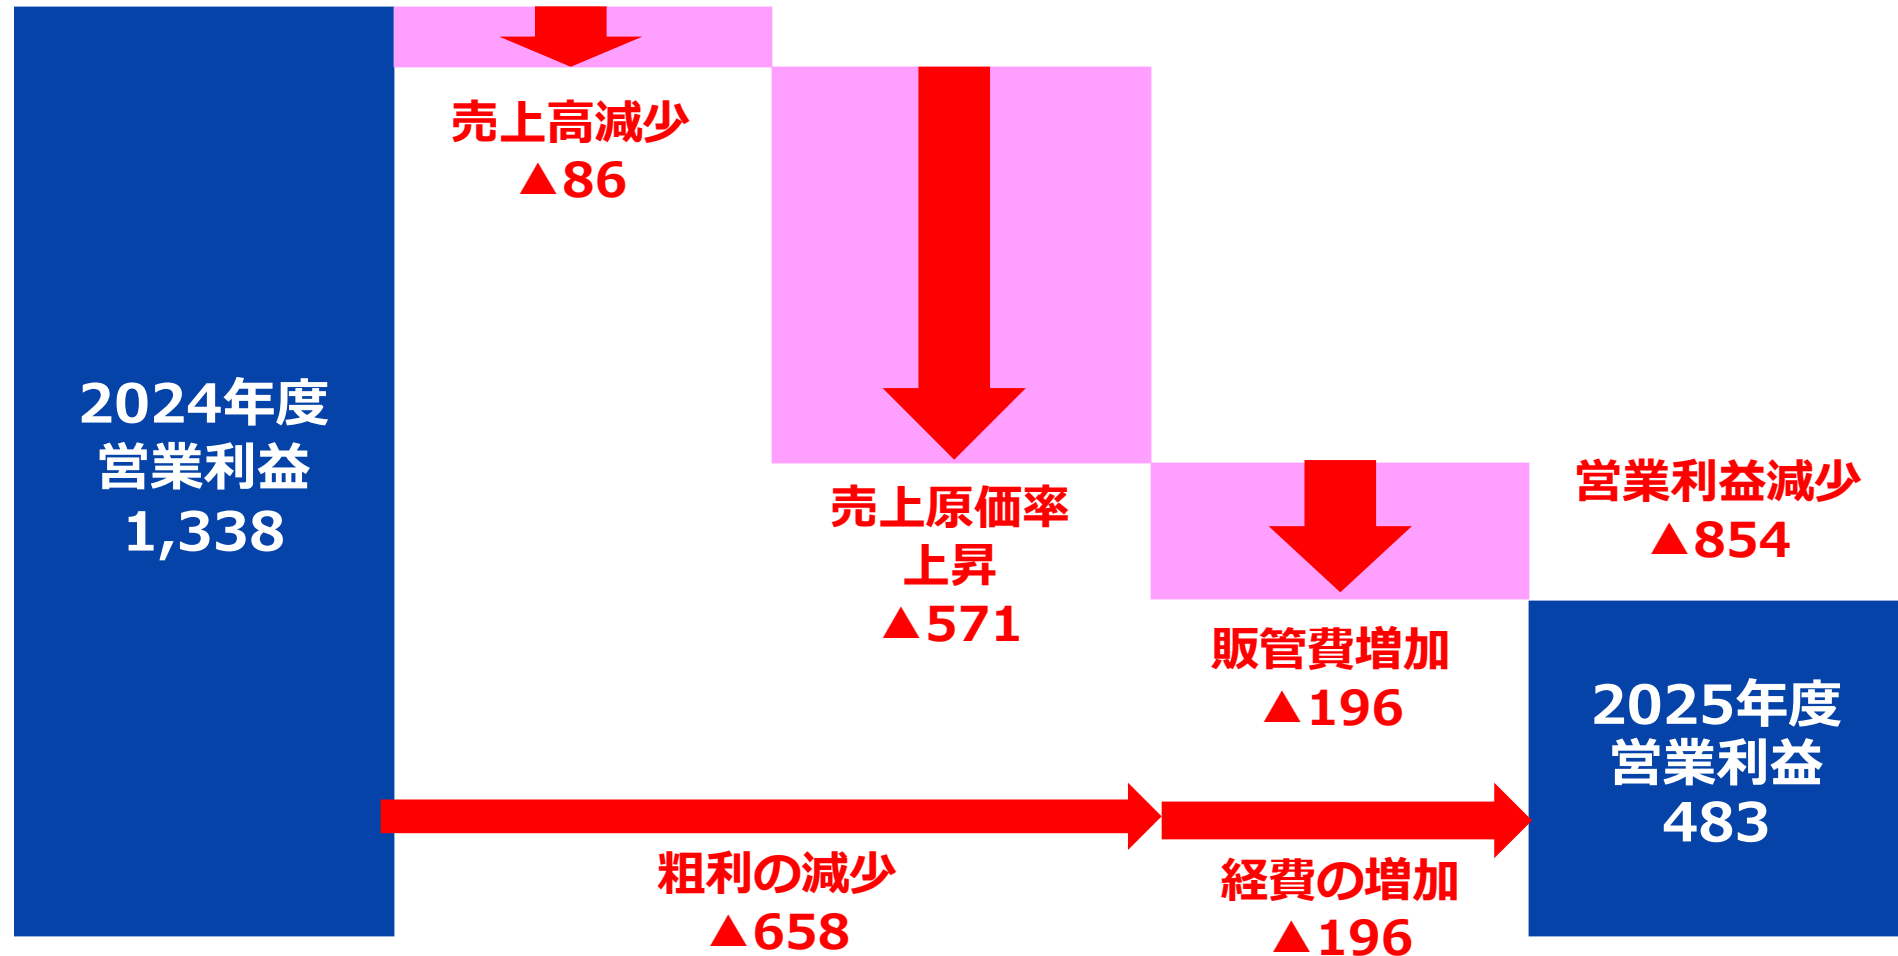 2024年度
営業利益
1,338
売上高減少
▲86
売上原価率
上昇
▲571
販管費増加
▲196
営業利益減少
▲854
2025年度
営業利益
483
粗利の減少
▲658
経費の増加
▲196